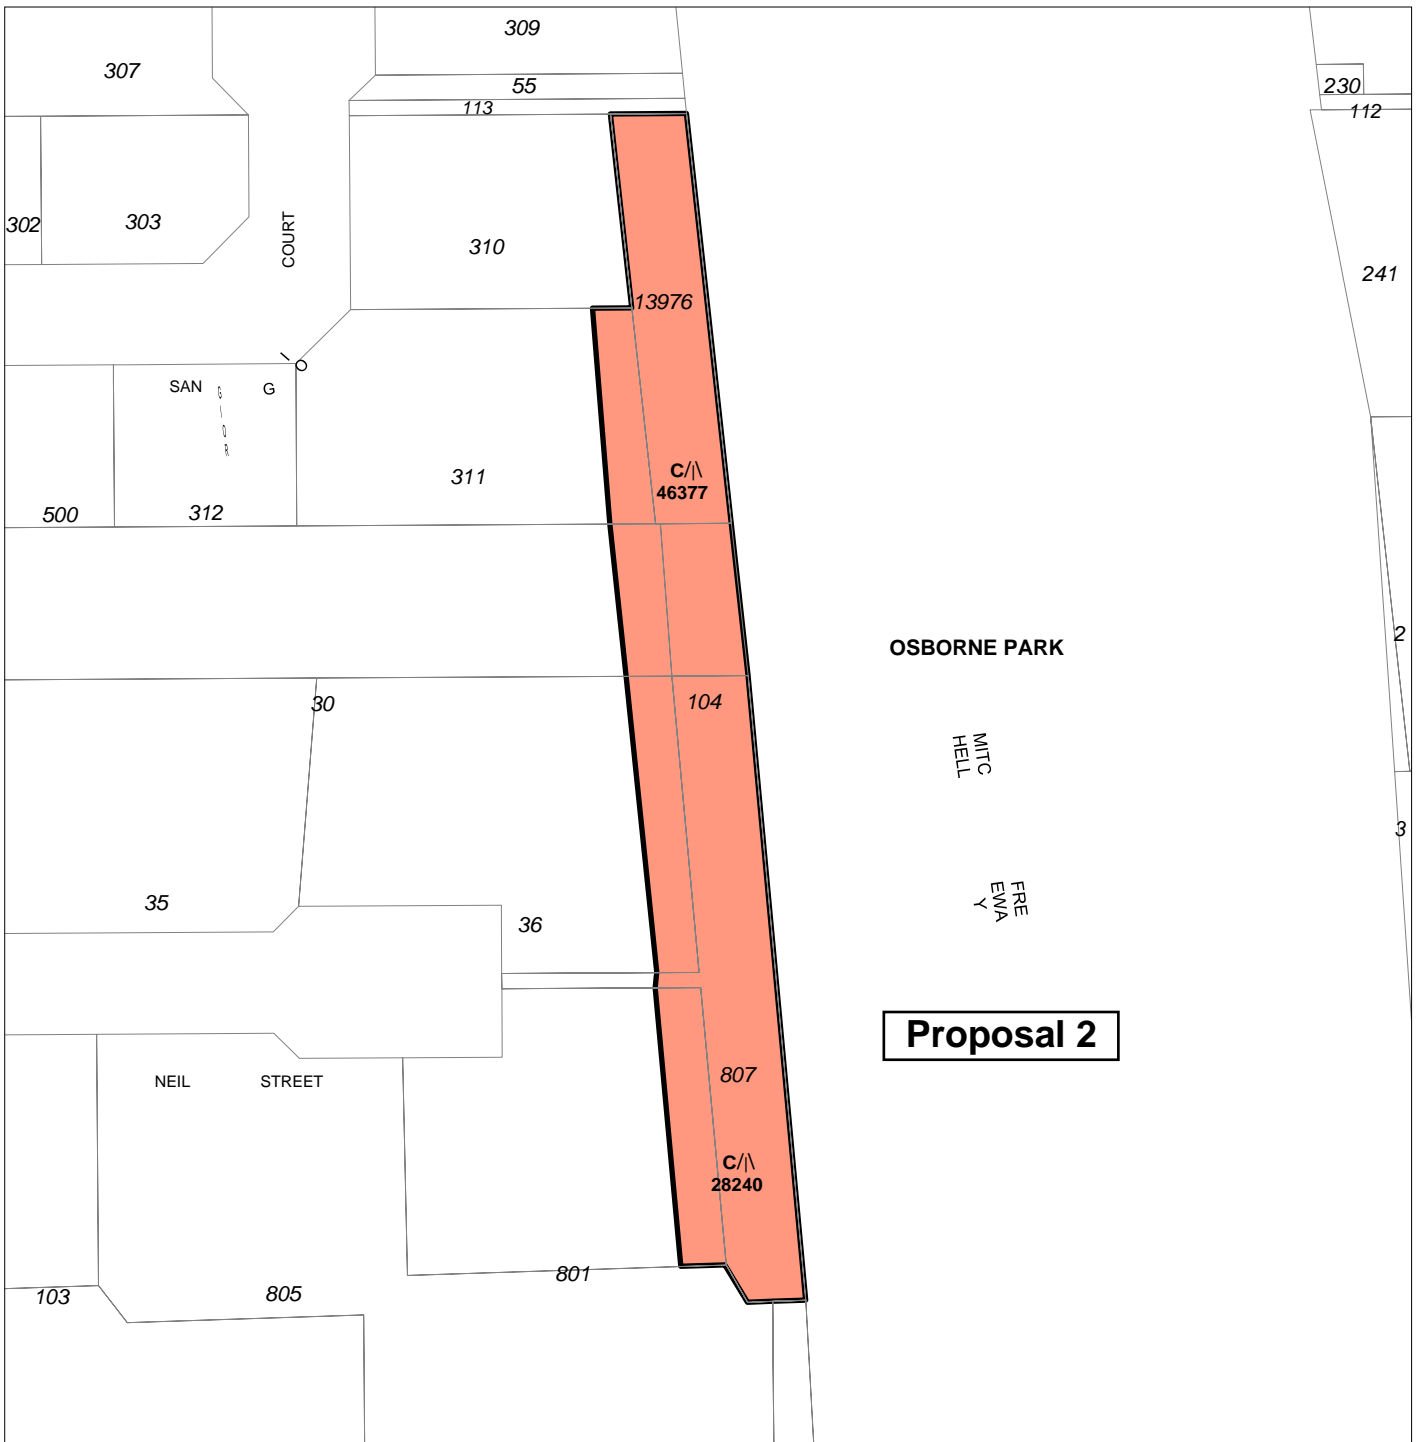 309
307
55
230
113
112
302
303
COURT
310
241
13976
SAN G I O
G I O R
C/|\
46377
311
500
312
OSBORNE PARK
2
30
104
MITC
HELL
3
35
FRE
EWA
Y
36
Proposal 2
807
NEIL STREET
C/|\
28240
801
103
805